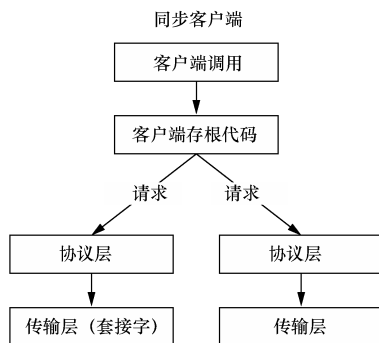 同步客户端
客户端调用
客户端存根代码
请求
请求
协议层
协议层
传输层（套接字）
传输层